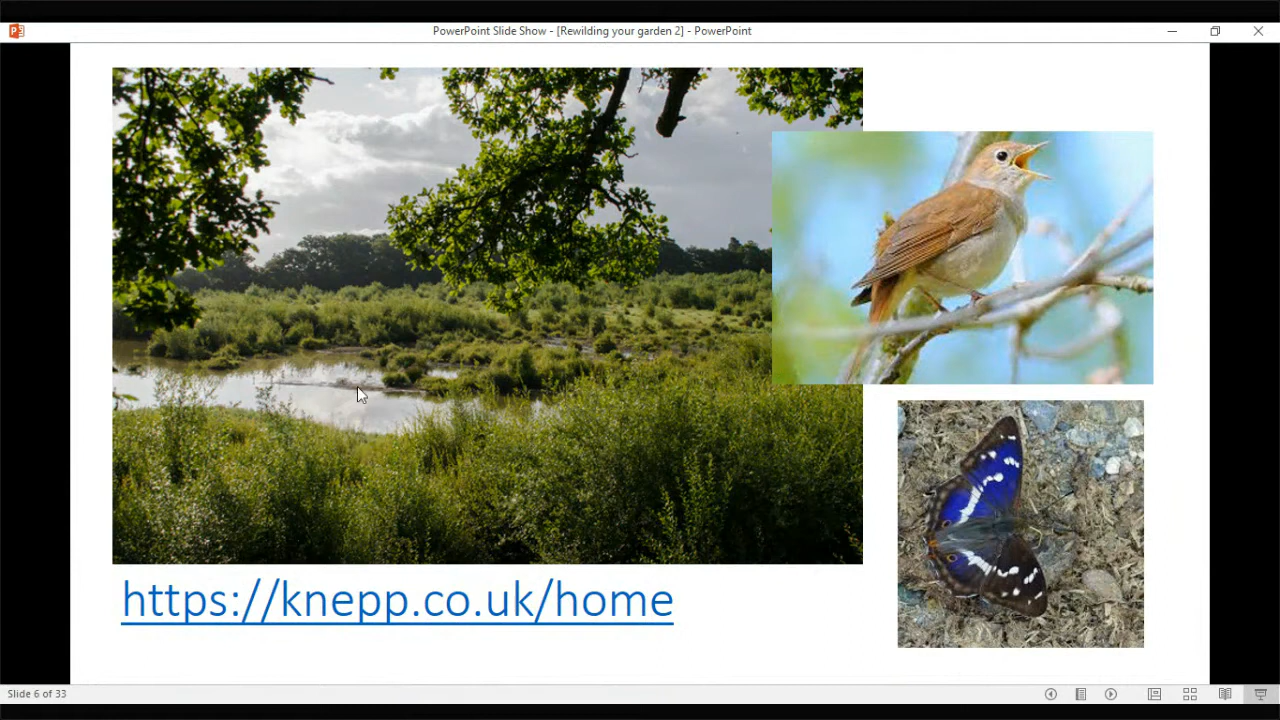 PowerPoint Slide Show - [Rewilding your garden 2] - PowerPoint
https://knepp.co.uk/home
Slide 6 of 33